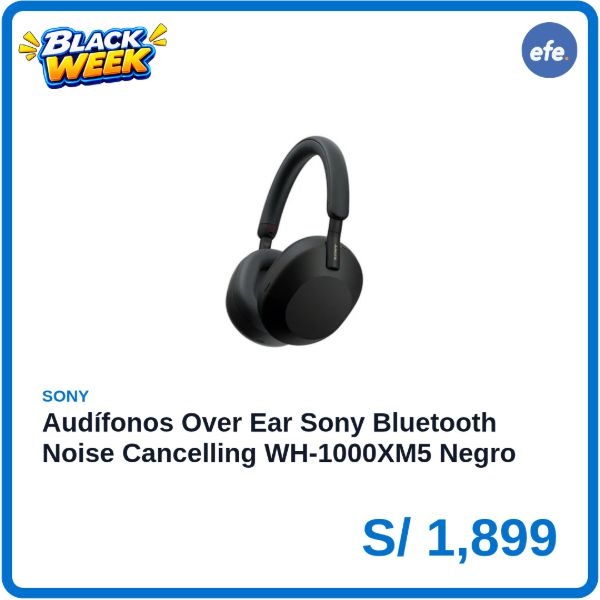 BLACK
WEEK
efe.
SONY
Audífonos Over Ear Sony Bluetooth
Noise Cancelling WH-1000XM5 Negro
S/ 1,899